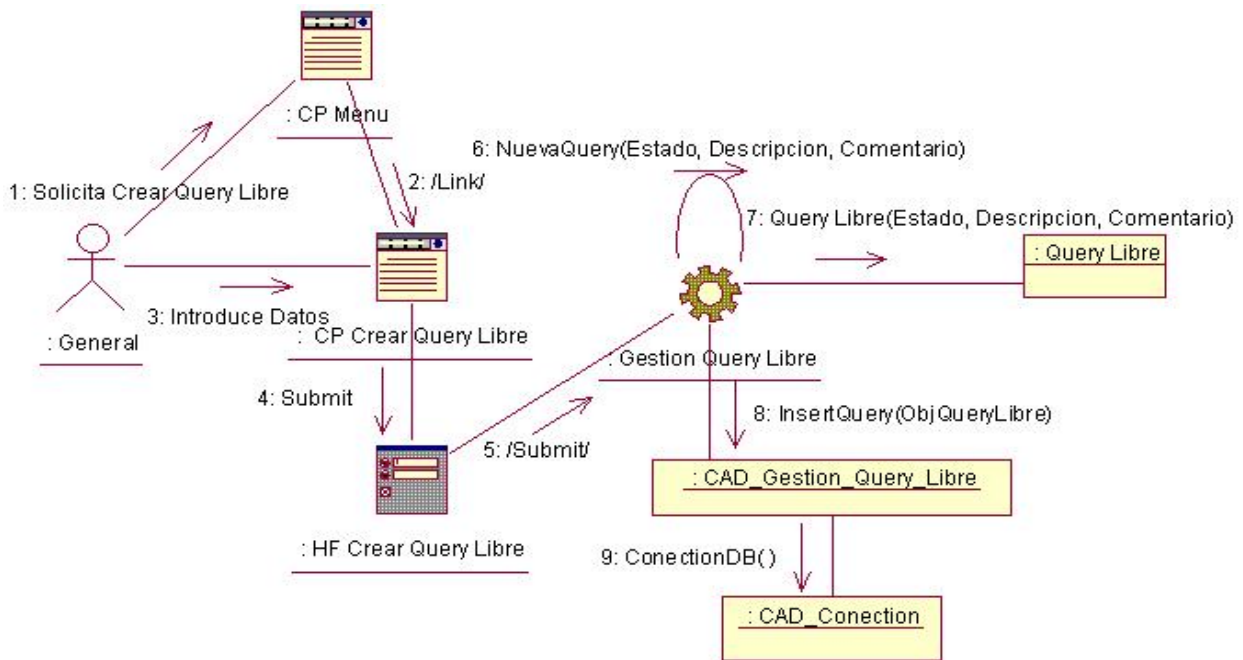 : CP Menu
6: NuevaQuery(Estado, Descripcion, Comentario)
1: Solicita Crear Query Libre
2: /Link/
7: Query Libre(Estado, Descripcion, Comentario)
: Query Libre
3: Introduce Datos
: General
: CP Crear Query Libre
: Gestion Query Libre
4: Submit
8: InsertQuery(ObjQueryLibre)
5: /Submit/
: CAD_Gestion_Query_Libre
: HF Crear Query Libre
9: ConectionDB()
: CAD_Conection